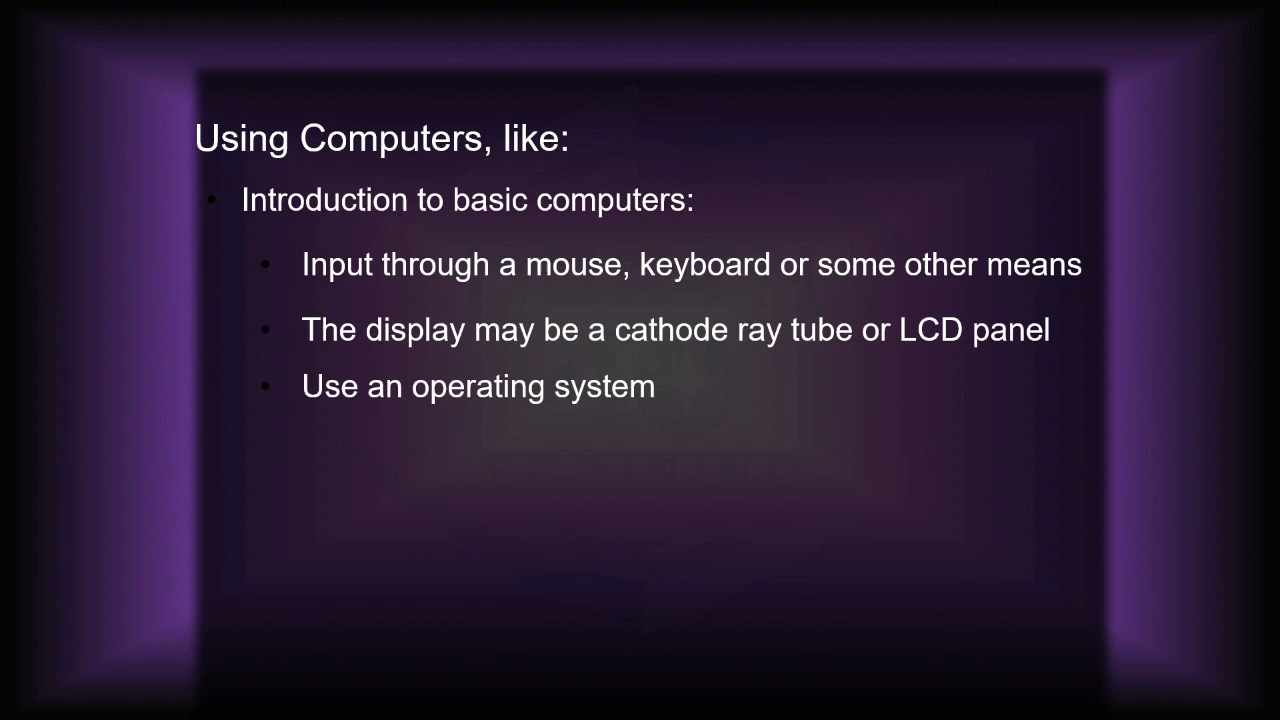 Using Computers, like:
• Introduction to basic computers:
• Input through a mouse, keyboard or some other means
• The display may be a cathode ray tube or LCD panel
• Use an operating system